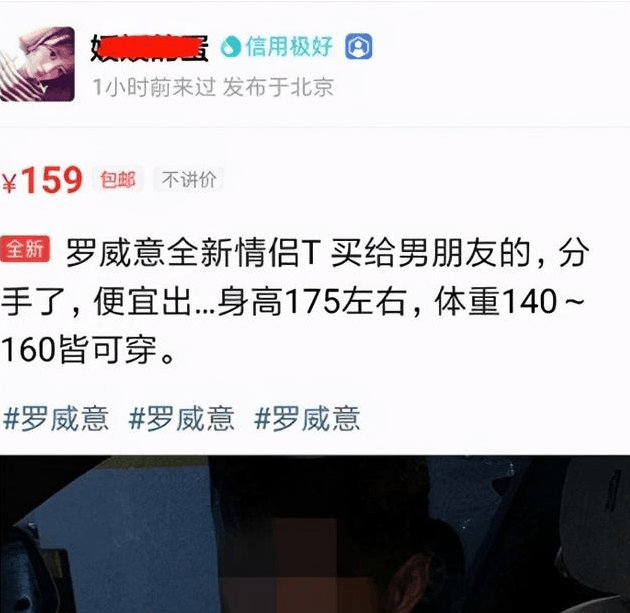 蛋 信用极好
1小时前来过 发布于北京
¥159 包邮 不讲价
全新 罗威意全新情侣T 买给男朋友的，分
手了，便宜出...身高175左右，体重140～
160皆可穿。
#罗威意 #罗威意 #罗威意